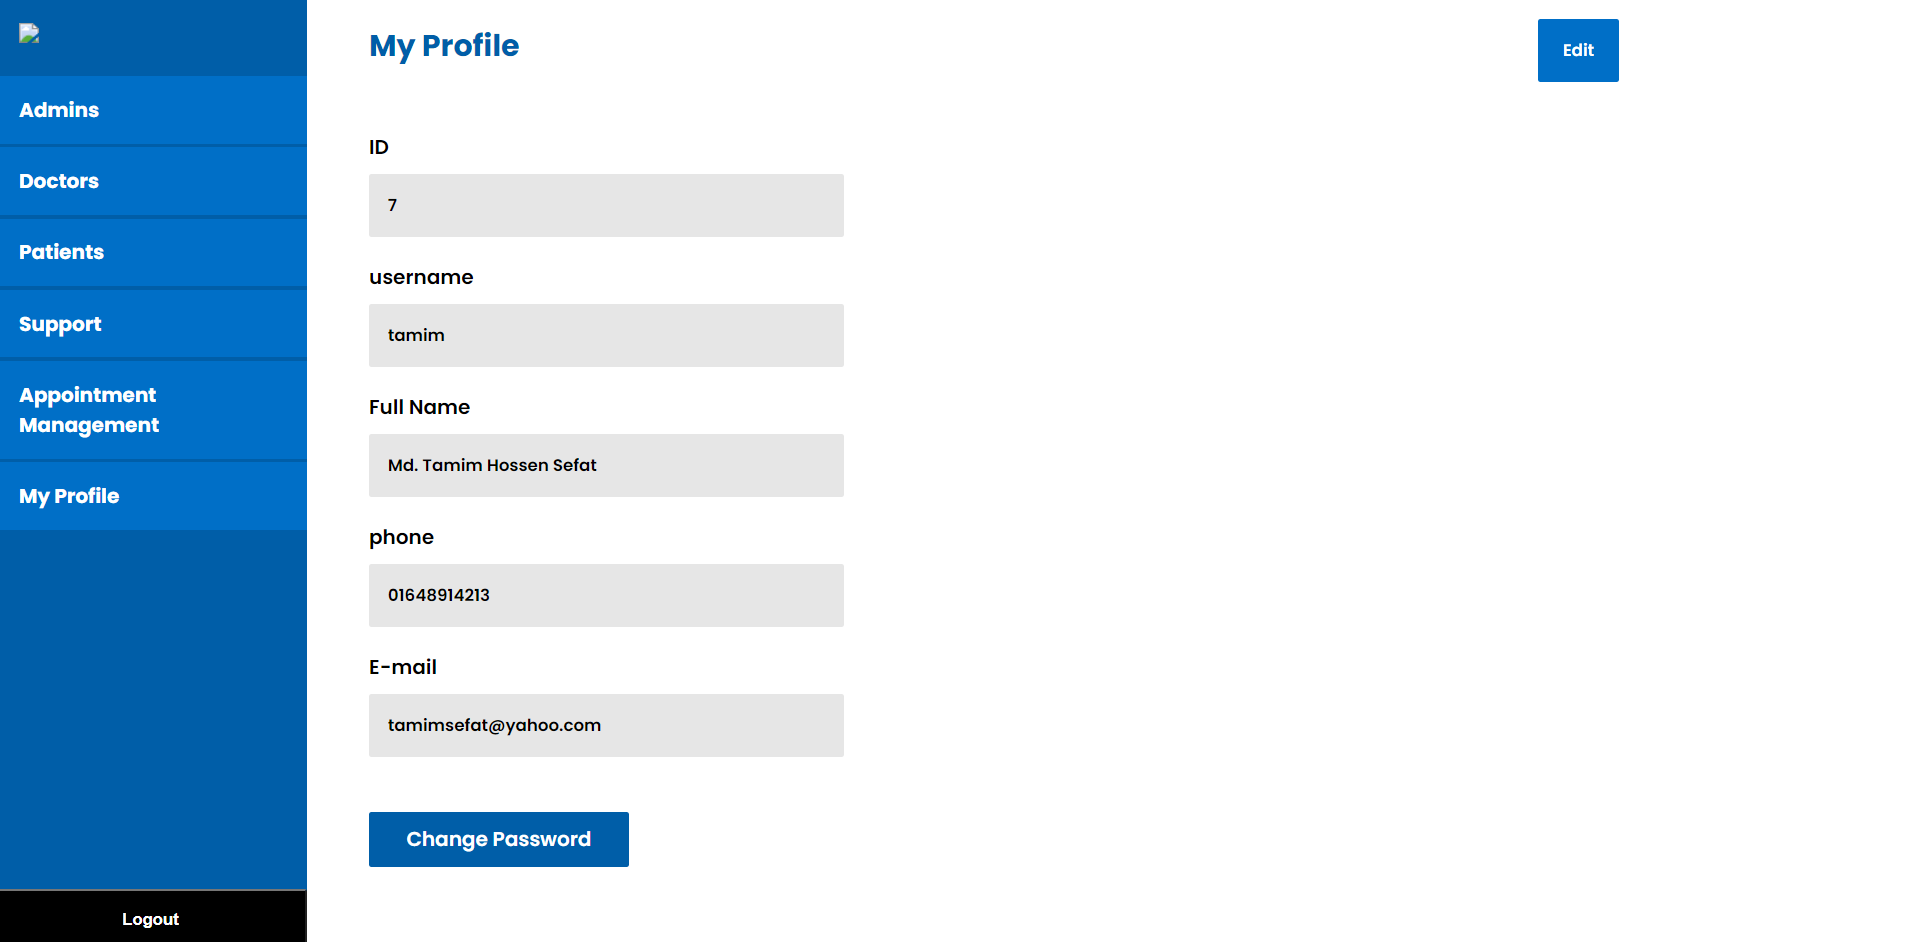 Admins
Doctors
Patients
Support
Appointment
Management
My Profile
Logout
My Profile
Edit
ID
7
username
tamim
Full Name
Md. Tamim Hossen Sefat
phone
01648914213
E-mail
tamimsefat@yahoo.com
Change Password